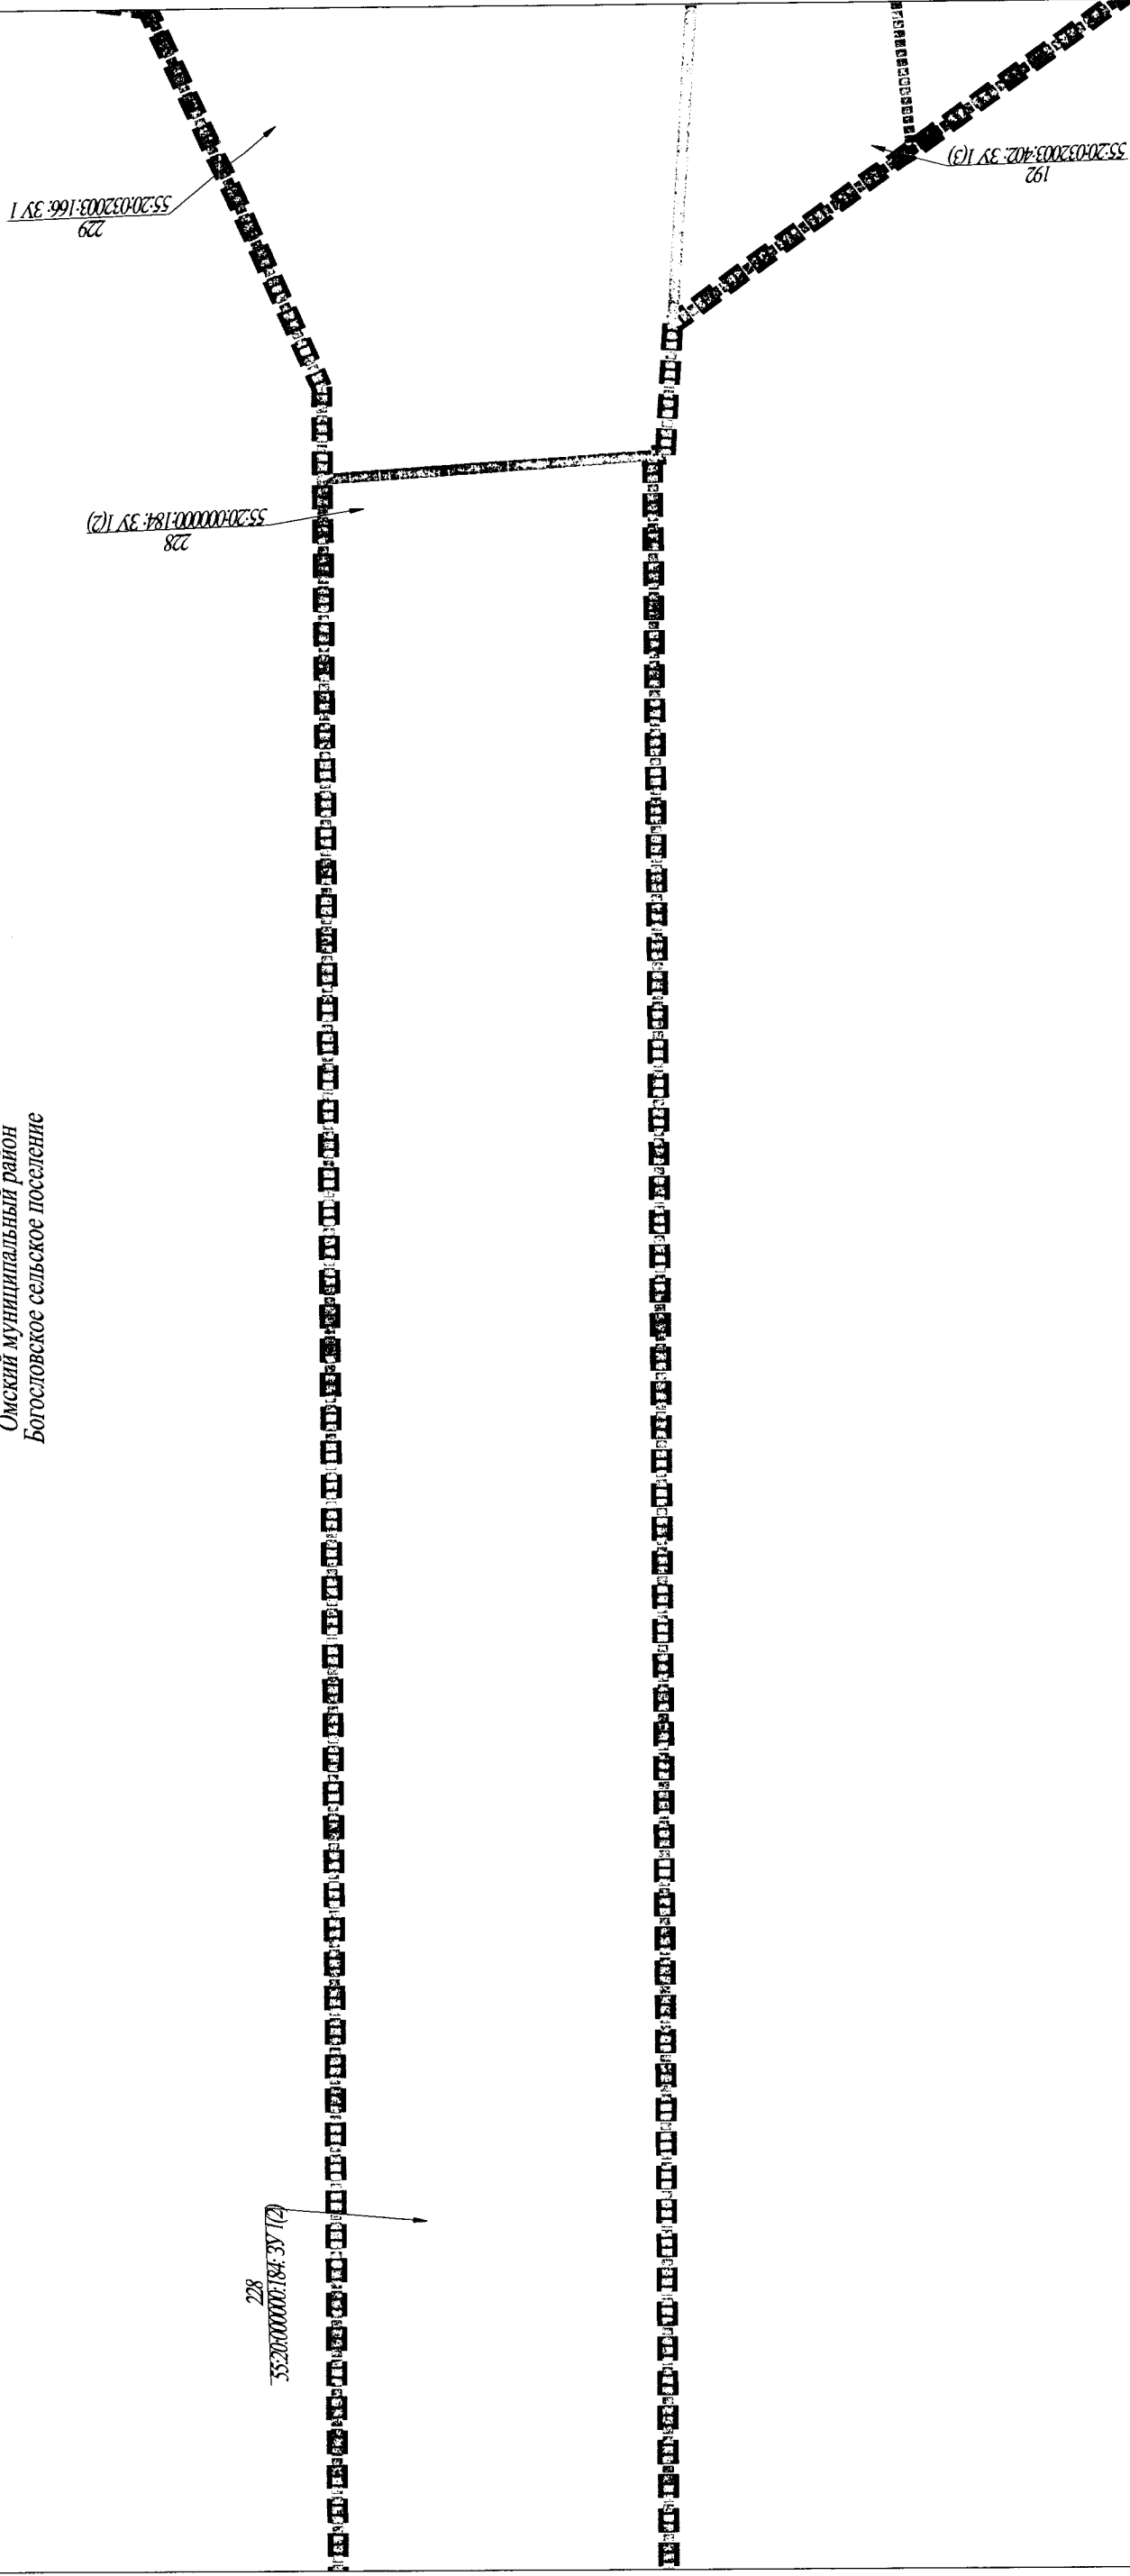 229
55:20:032003:166: ЗУ 1
192
55:20:032003:402: ЗУ 1(3)
228
55:20:000000:184: ЗУ 1(2)
Омский муниципальный район
Богословское сельское поселение
228
55:20:000000:184: ЗУ 1(2)